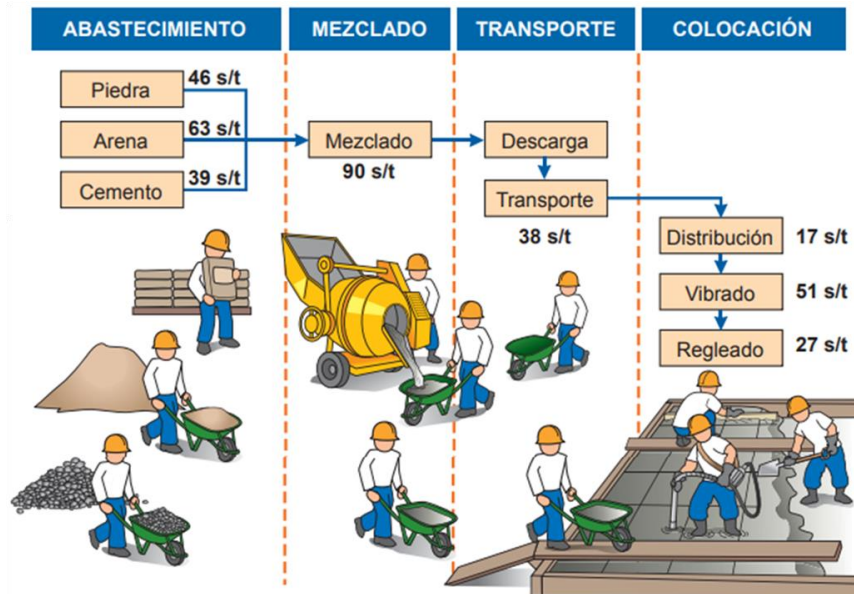 ABASTECIMIENTO
MEZCLADO
TRANSPORTE
COLOCACIÓN
Piedra
46 s/t
Arena
63 s/t
Cemento
39 s/t
Mezclado
90 s/t
Descarga
Transporte
38 s/t
Distribución
17 s/t
Vibrado
51 s/t
Regleado
27 s/t